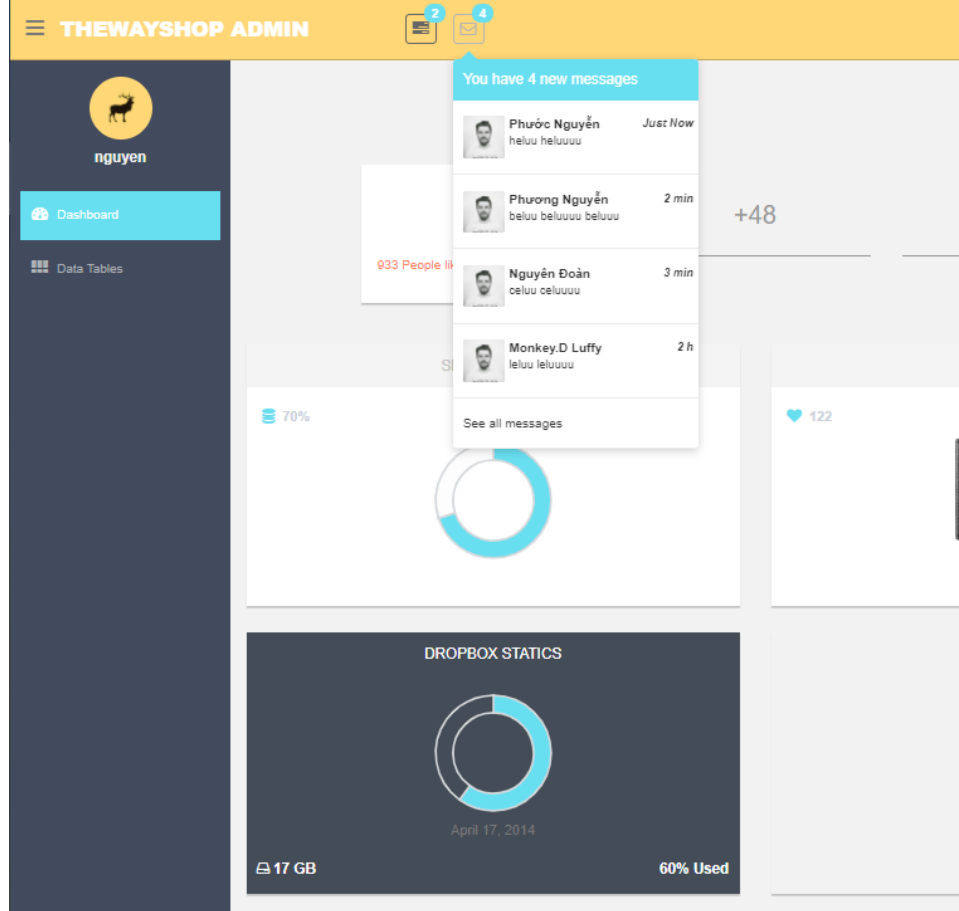 THEWAYSHOP ADMIN
2
4
You have 4 new messages
nguyen
Phước Nguyễn
Just Now
heluu heluuuu
Phương Nguyễn
2 min
beluu beluuuu beluuu
+48
Dashboard
Data Tables
933 People
Nguyên Đoàn
3 min
celuu celuuuu
Monkey.D Luffy
2 h
leluu leluuuu
70%
See all messages
122
DROPBOX STATICS
April 17, 2014
17 GB
60% Used